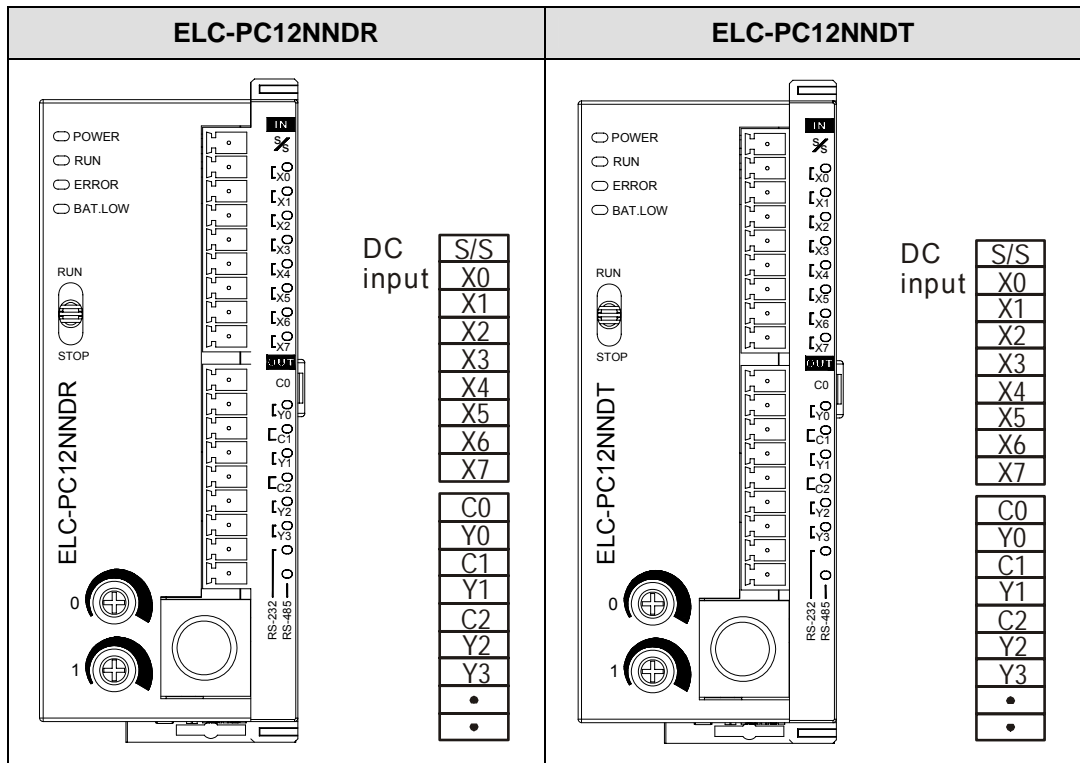 ELC-PC12NNDR
POWER
RUN
ERROR
BAT.LOW
RUN
STOP
ELC-PC12NNDR
0
1
IN
S/S
X0
X1
X2
X3
X4
X5
X6
X7
OUT
C0
Y0
C1
Y1
C2
Y2
Y3
RS-232
RS-485
DC
input
S/S
X0
X1
X2
X3
X4
X5
X6
X7
C0
Y0
C1
Y1
C2
Y2
Y3
•
•
ELC-PC12NNDT
POWER
RUN
ERROR
BAT.LOW
RUN
STOP
ELC-PC12NNDT
0
1
IN
S/S
X0
X1
X2
X3
X4
X5
X6
X7
OUT
C0
Y0
C1
Y1
C2
Y2
Y3
RS-232
RS-485
DC
input
S/S
X0
X1
X2
X3
X4
X5
X6
X7
C0
Y0
C1
Y1
C2
Y2
Y3
•
•